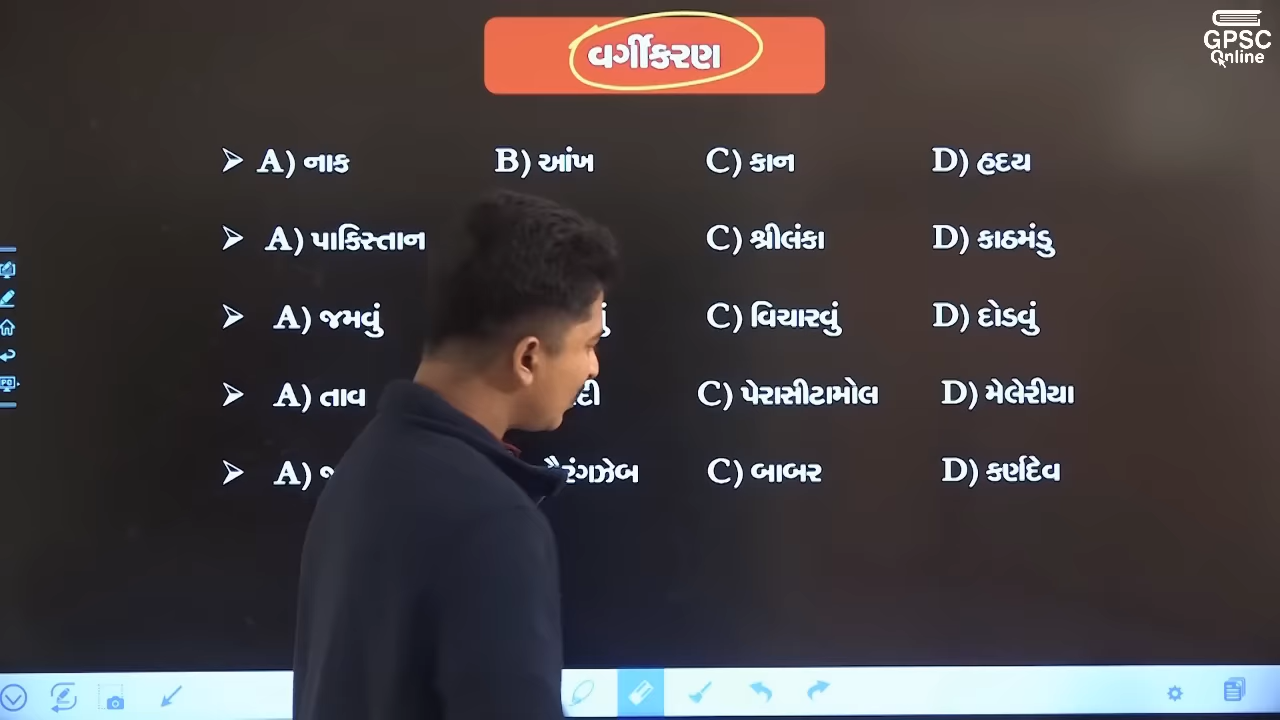 GPSC
Online
વર્ગીકરણ
➢ A) નાક B) આંખ C) કાન D) હૃદય
➢ A) પાકિસ્તાન C) શ્રીલંકા D) કાઠમંડુ
➢ A) જમવું C) વિચારવું D) દોડવું
➢ A) તાવ C) પેરાસીટામોલ D) મેલેરીયા
➢ A) C) બાબર D) કર્ણદેવ